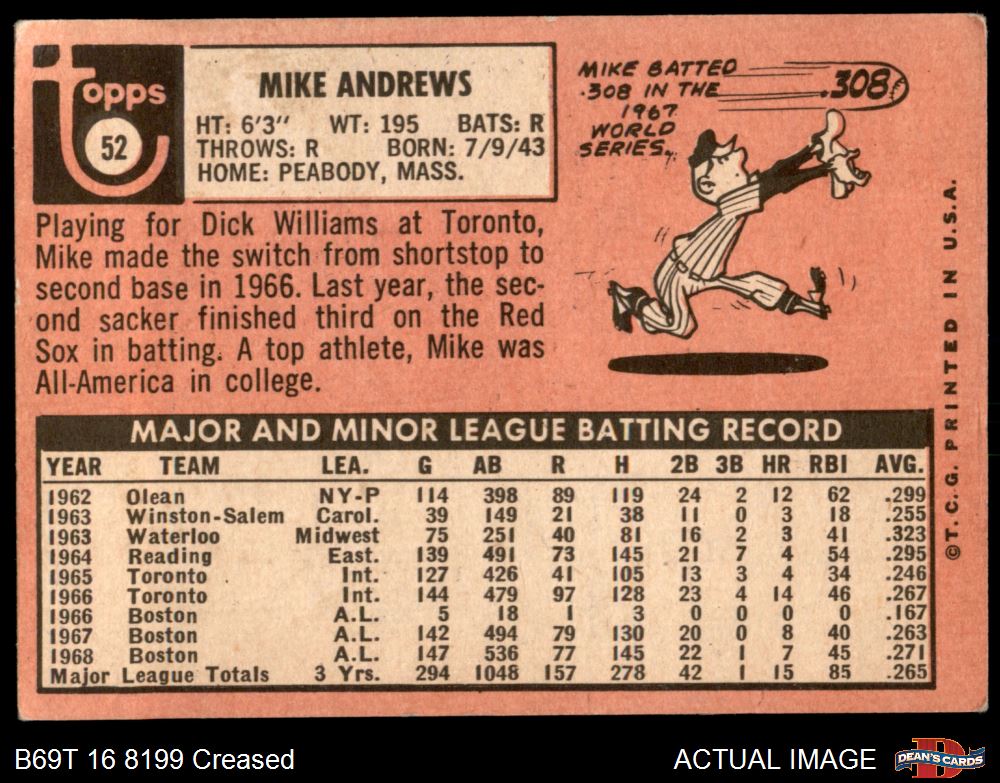 topps
52
MIKE ANDREWS
HT: 6'3" WT: 195 BATS: R
THROWS: R BORN: 7/9/43
HOME: PEABODY, MASS.
MIKE BATTED
.308 IN THE
1967
WORLD
SERIES.
.308
Playing for Dick Williams at Toronto,
Mike made the switch from shortstop to
second base in 1966. Last year, the sec-
ond sacker finished third on the Red
Sox in batting. A top athlete, Mike was
All-America in college.
©T.C.G. PRINTED IN U.S.A.
MAJOR AND MINOR LEAGUE BATTING RECORD
YEAR TEAM LEA. G AB R H 2B 3B HR RBI AVG.
1962 Olean NY-P 114 398 89 119 24 2 12 62 .299
1963 Winston-Salem Carol. 39 149 21 38 11 0 3 18 .255
1963 Waterloo Midwest 75 251 40 81 16 2 3 41 .323
1964 Reading East. 139 491 73 145 21 7 4 54 .295
1965 Toronto Int. 127 426 41 105 13 3 4 34 .246
1966 Toronto Int. 144 479 97 128 23 4 14 46 .267
1966 Boston A.L. 5 18 1 3 0 0 0 0 .167
1967 Boston A.L. 142 494 79 130 20 0 8 40 .263
1968 Boston A.L. 147 536 77 145 22 1 7 45 .271
Major League Totals 3 Yrs. 294 1048 157 278 42 1 15 85 .265
B69T 16 8199 Creased
ACTUAL IMAGE
D
DEAN'S CARDS